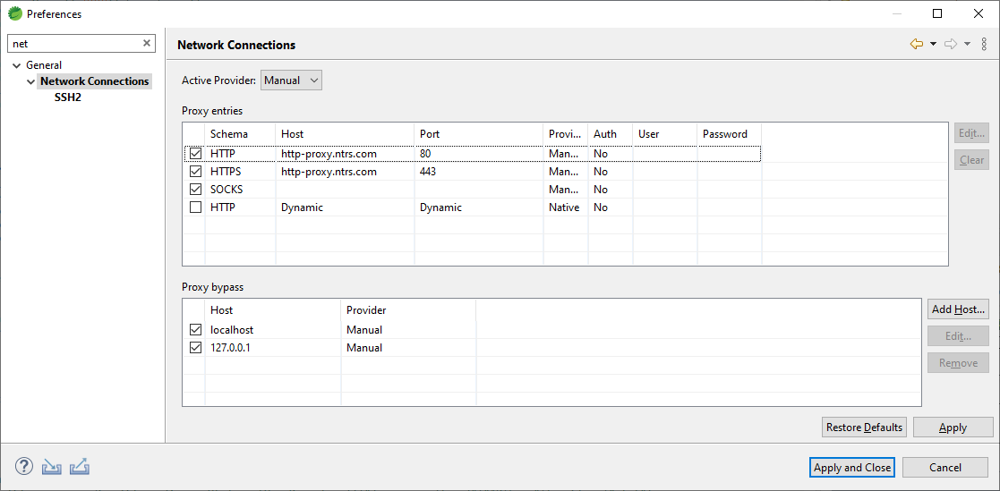 Preferences
net
General
Network Connections
SSH2
Network Connections
Active Provider: Manual
Proxy entries
Schema Host Port Provi... Auth User Password
HTTP http-proxy.ntrs.com 80 Man... No
HTTPS http-proxy.ntrs.com 443 Man... No
SOCKS Man... No
HTTP Dynamic Dynamic Native No
Edit...
Clear
Proxy bypass
Host Provider
localhost Manual
127.0.0.1 Manual
Add Host...
Edit...
Remove
Restore Defaults Apply
Apply and Close Cancel